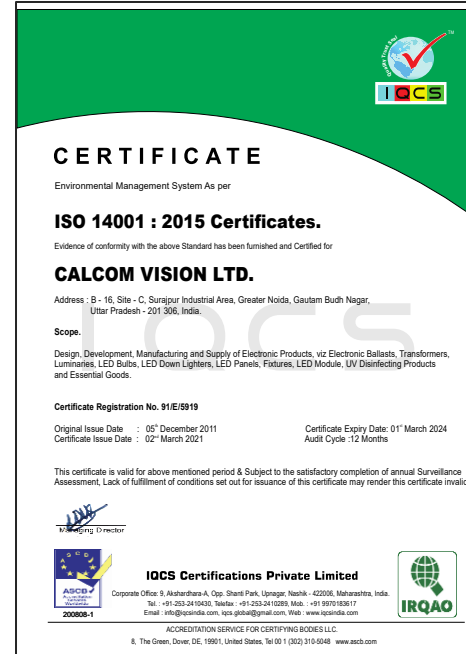 Quality Trust Seal
TM
IQCS
CERTIFICATE
Environmental Management System As per
ISO 14001 : 2015 Certificates.
Evidence of conformity with the above Standard has been furnished and Certified for
CALCOM VISION LTD.
Address : B - 16, Site - C, Surajpur Industrial Area, Greater Noida, Gautam Budh Nagar,
Uttar Pradesh - 201 306, India.
IQCS
Scope.
Design, Development, Manufacturing and Supply of Electronic Products, viz Electronic Ballasts, Transformers,
Luminaries, LED Bulbs, LED Down Lighters, LED Panels, Fixtures, LED Module, UV Disinfecting Products
and Essential Goods.
Certificate Registration No. 91/E/5919
Original Issue Date : 05th December 2011 Certificate Expiry Date: 01st March 2024
Certificate Issue Date : 02nd March 2021 Audit Cycle :12 Months
This certificate is valid for above mentioned period & Subject to the satisfactory completion of annual Surveillance
Assessment, Lack of fulfillment of conditions set out for issuance of this certificate may render this certificate invalid
Managing Director
ASCB
Accreditation
Worldwide
200808-1
IQCS Certifications Private Limited
Corporate Office: 9, Akshardhara-A, Opp. Shanti Park, Upnagar, Nashik - 422006, Maharashtra, India.
Tel. : +91-253-2410430, Telefax : +91-253-2410289, Mob. : +91 9970183617
Email : info@iqcsindia.com, iqcs.global@gmail.com, Web : www.iqcsindia.com
IRQAO
ACCREDITATION SERVICE FOR CERTIFYING BODIES LLC.
8, The Green, Dover, DE, 19901, United States, Tel 00 1 (302) 310-5048 www.ascb.com